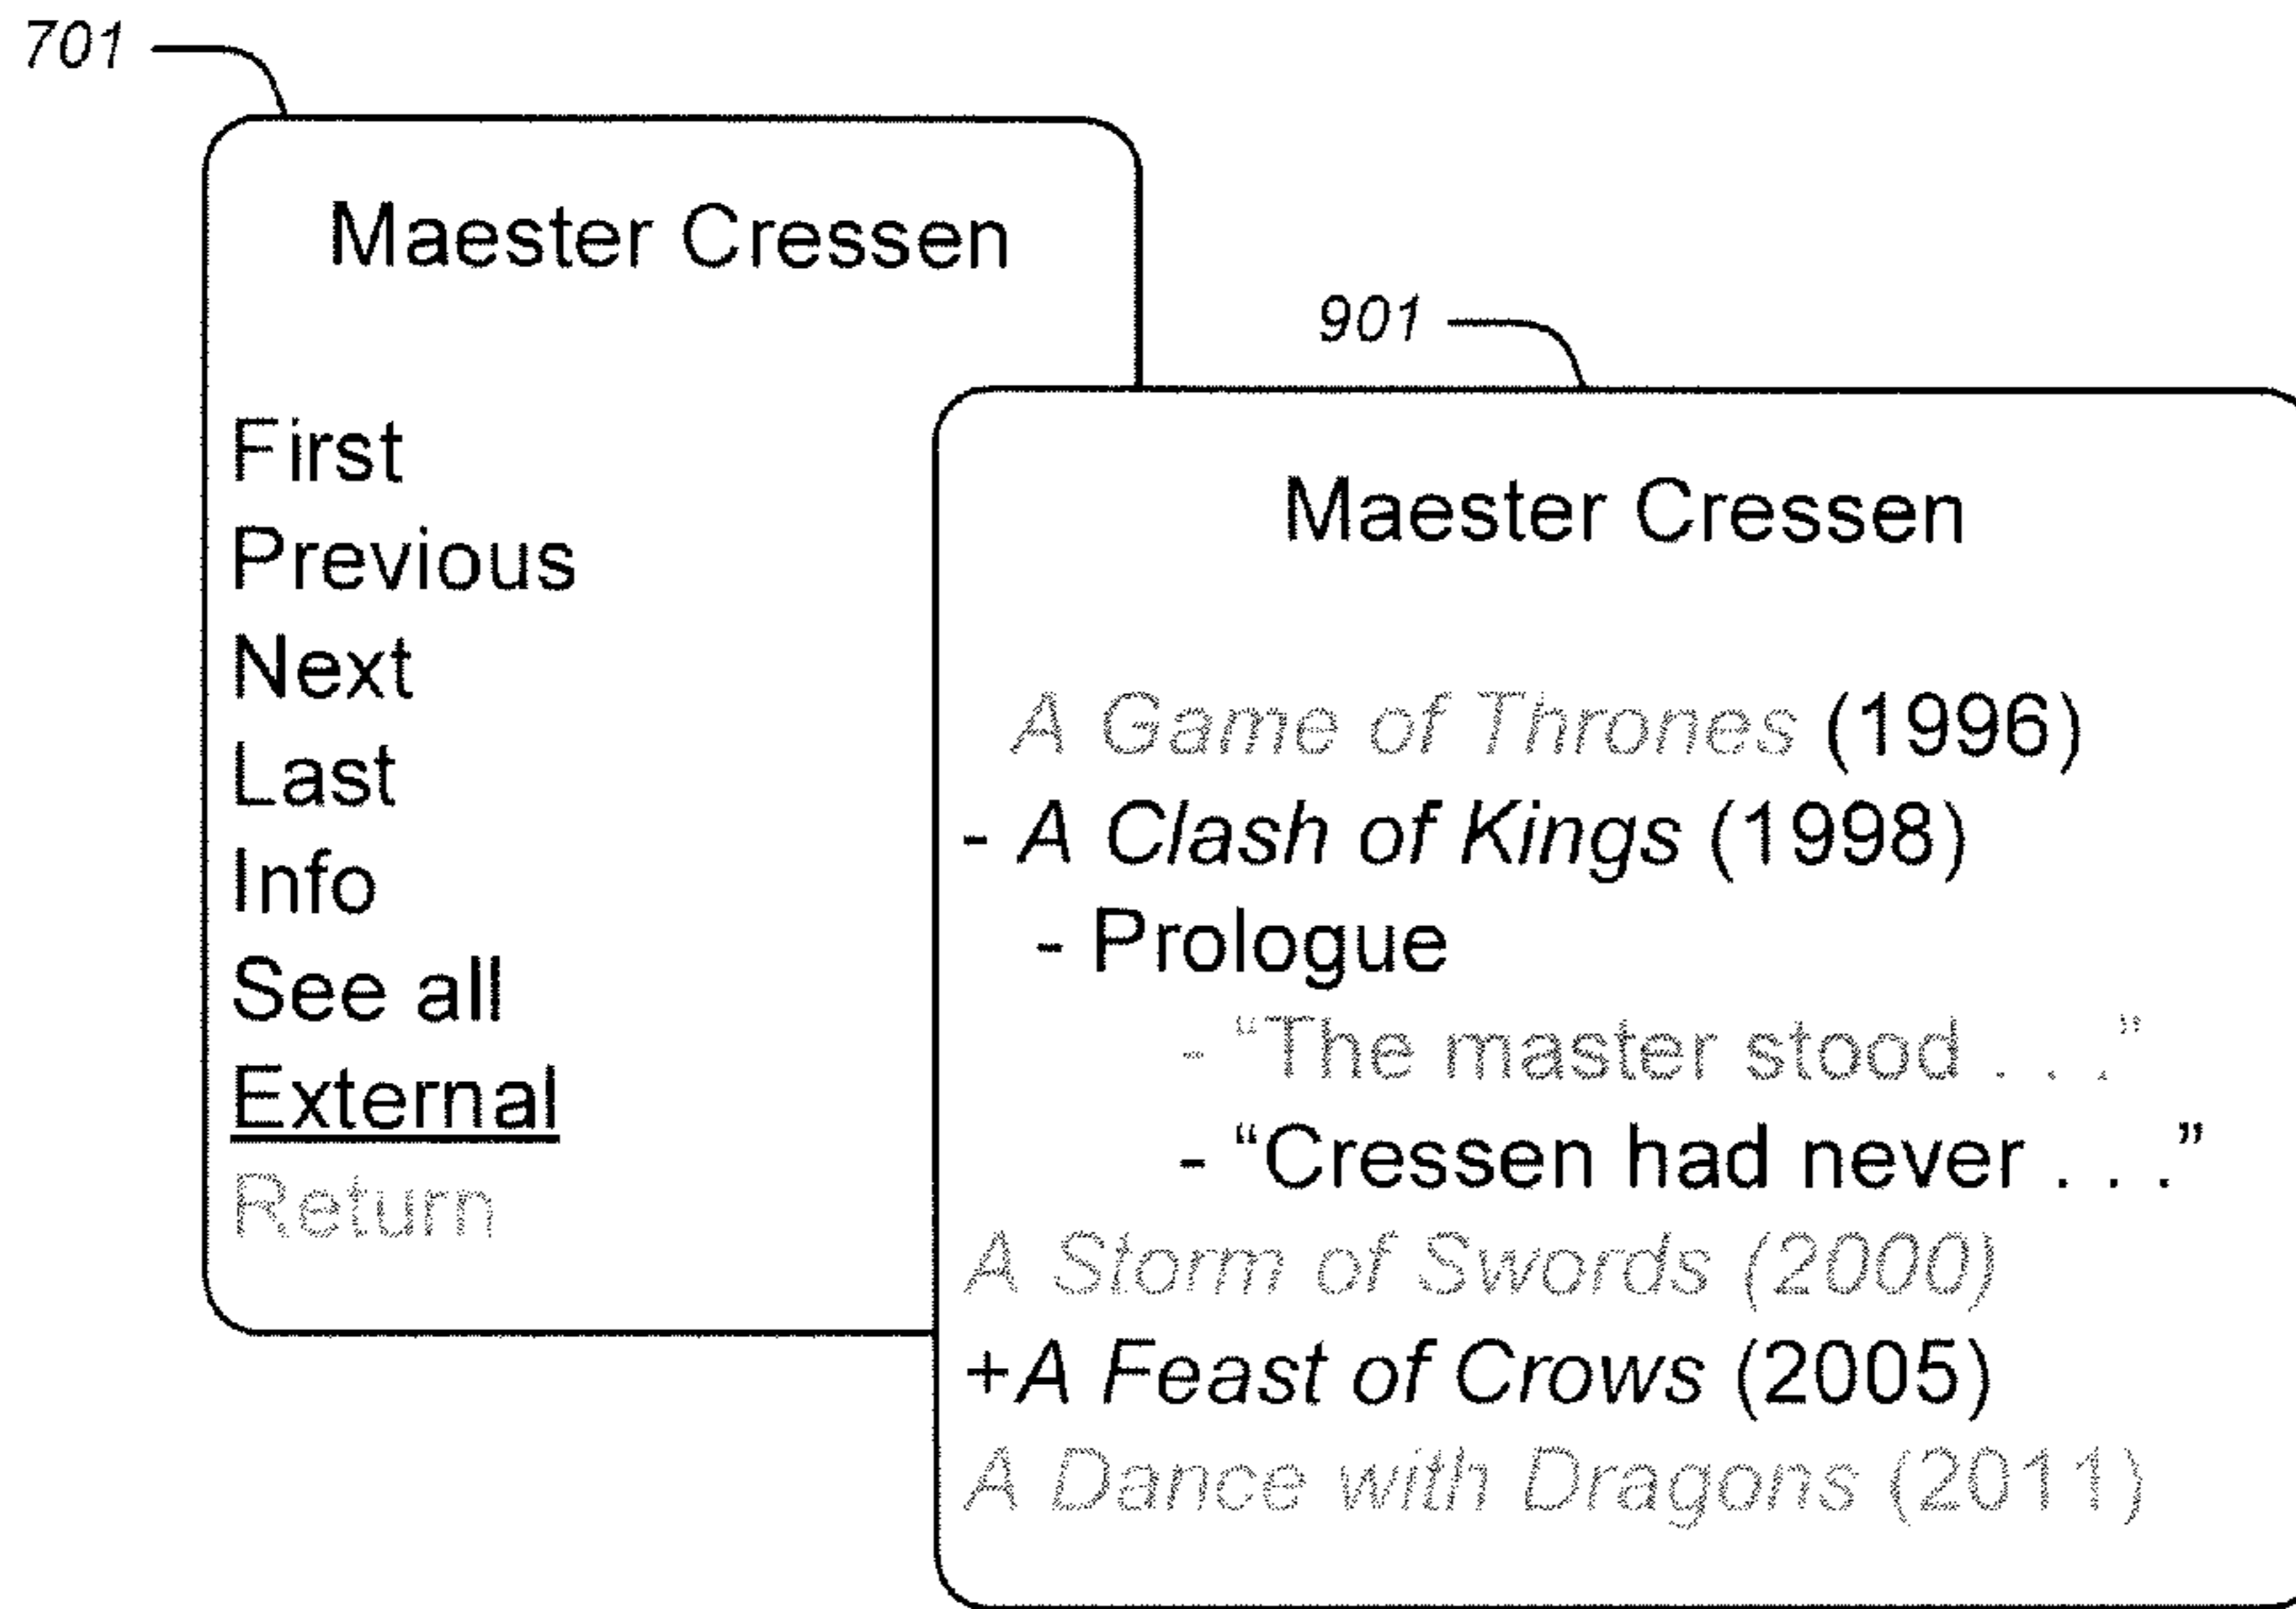 701
Maester Cressen
First
Previous
Next
Last
Info
See all
External
Return
901
Maester Cressen
A Game of Thrones (1996)
- A Clash of Kings (1998)
- Prologue
- “The master stood . . .”
- “Cressen had never . . .”
A Storm of Swords (2000)
+A Feast of Crows (2005)
A Dance with Dragons (2011)